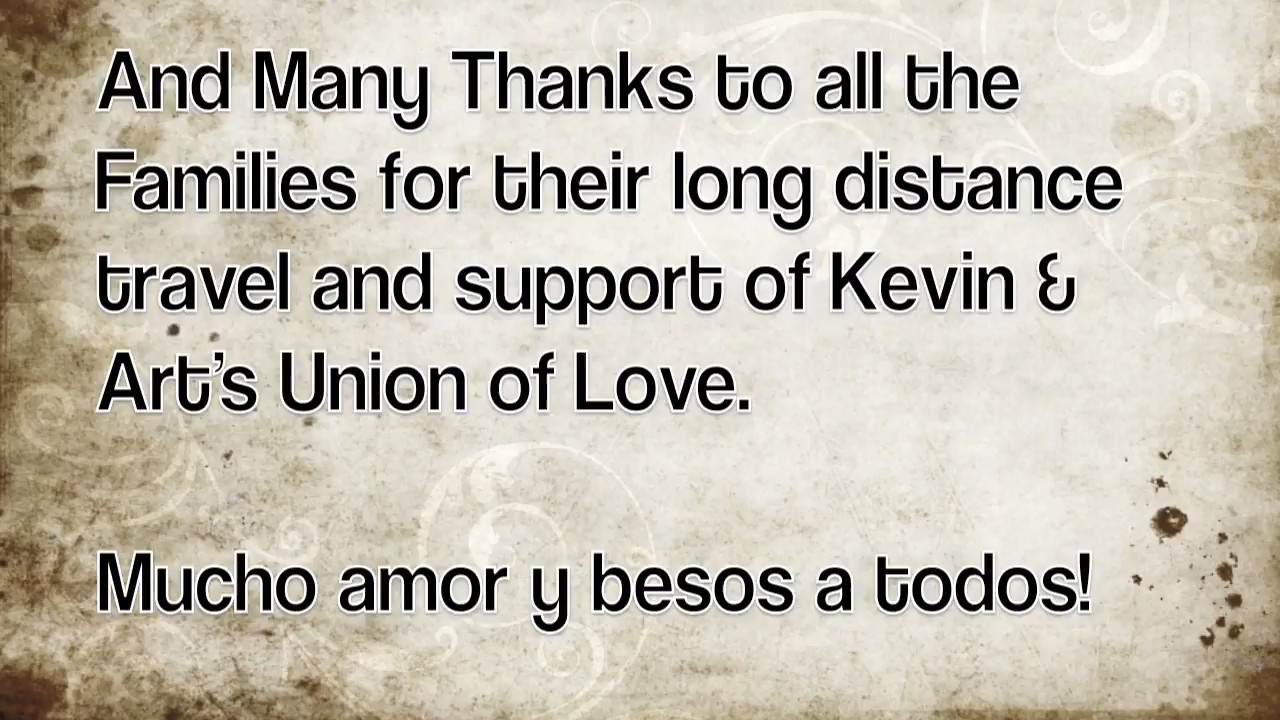 And Many Thanks to all the
Families for their long distance
travel and support of Kevin &
Art's Union of Love.
Mucho amor y besos a todos!